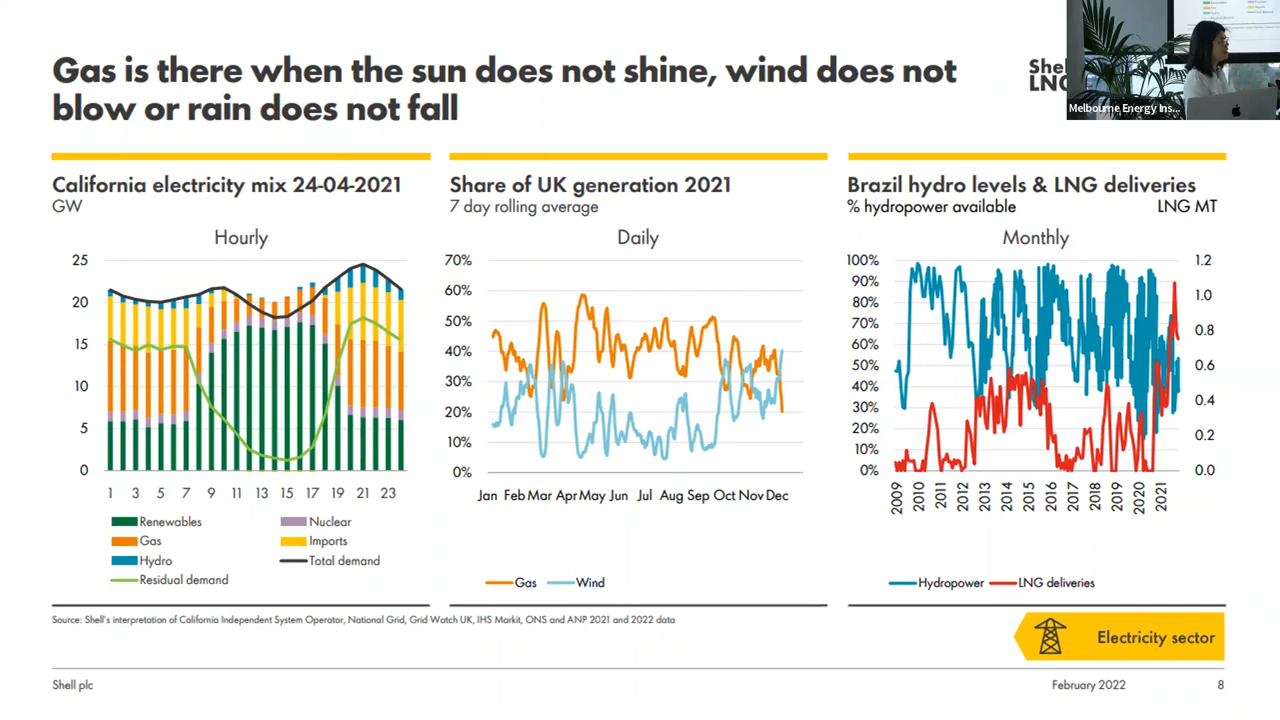 Gas is there when the sun does not shine, wind does not
blow or rain does not fall
Shel
LNG
Melbourne Energy Ins...
California electricity mix 24-04-2021
GW
Hourly
25
20
15
10
5
0
1 3 5 7 9 11 13 15 17 19 21 23
Renewables
Nuclear
Gas
Imports
Hydro
Total demand
Residual demand
Share of UK generation 2021
7 day rolling average
Daily
70%
60%
50%
40%
30%
20%
10%
0%
Jan Feb Mar Apr May Jun Jul Aug Sep Oct Nov Dec
Gas
Wind
Brazil hydro levels & LNG deliveries
% hydropower available LNG MT
Monthly
100%
90%
80%
70%
60%
50%
40%
30%
20%
10%
0%
1.2
1.0
0.8
0.6
0.4
0.2
0.0
2009 2010 2011 2012 2013 2014 2015 2016 2017 2018 2019 2020 2021
Hydropower
LNG deliveries
Source: Shell's interpretation of California Independent System Operator, National Grid, Grid Watch UK, IHS Markit, ONS and ANP 2021 and 2022 data
Electricity sector
Shell plc
February 2022
8